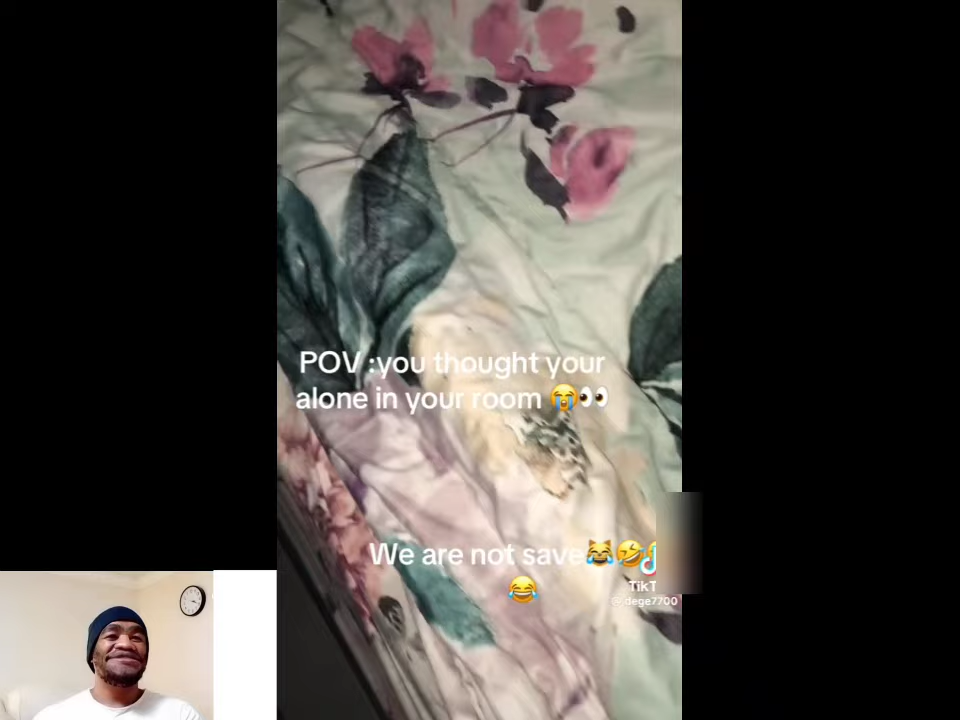 POV :you thought your
alone in your room 😭👀
We are not save😹🤣
😂
TikT
@dege7700